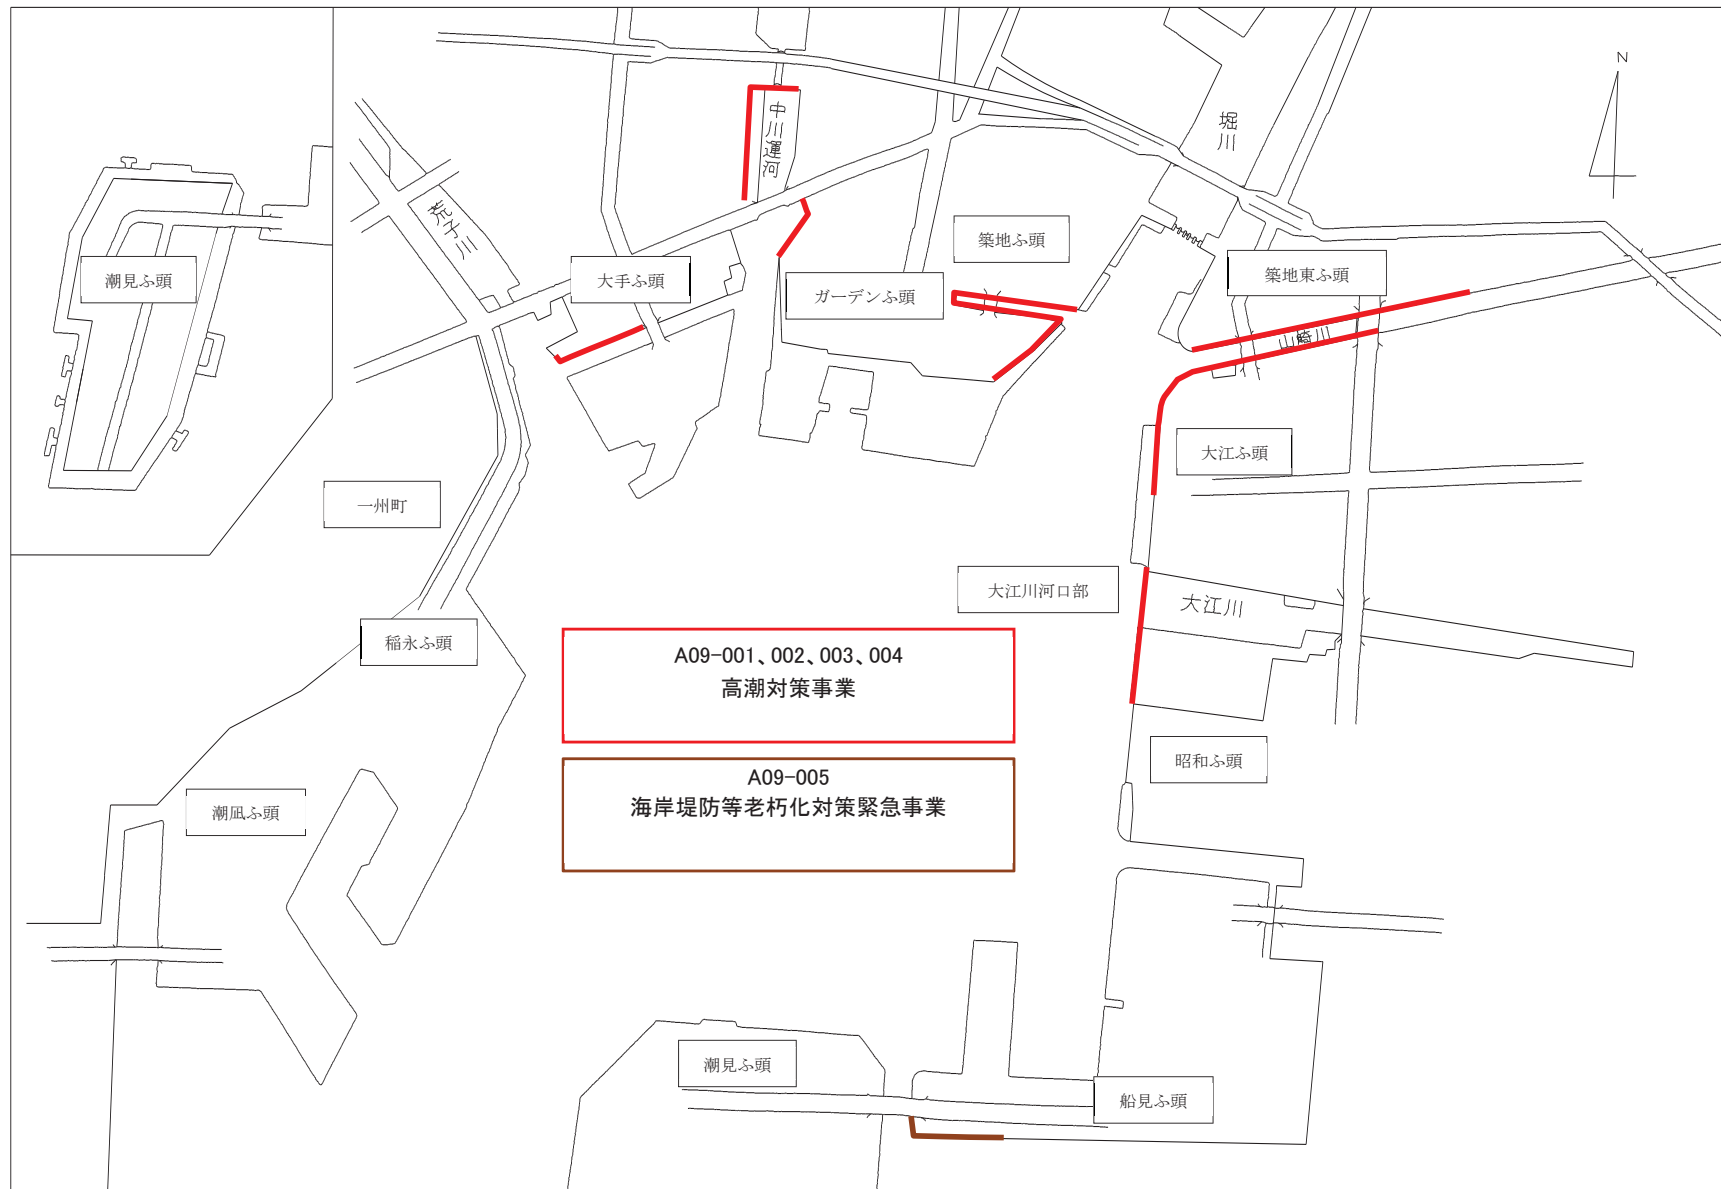 N
中川運河
堀川
荒子川
築地ふ頭
潮見ふ頭
大手ふ頭
ガーデンふ頭
築地東ふ頭
山崎川
大江ふ頭
一州町
大江川河口部
大江川
稲永ふ頭
A09-001、002、003、004
高潮対策事業
昭和ふ頭
A09-005
海岸堤防等老朽化対策緊急事業
潮凪ふ頭
潮見ふ頭
船見ふ頭